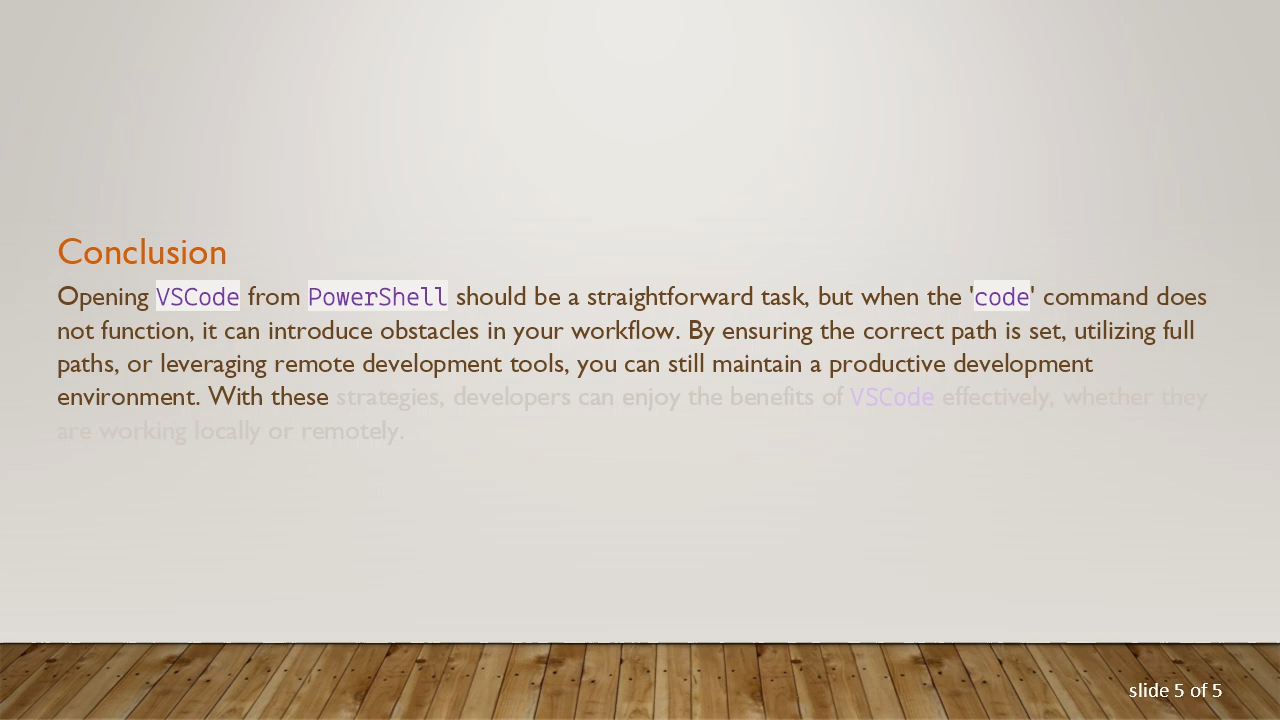 Conclusion
Opening VSCode from PowerShell should be a straightforward task, but when the 'code' command does
not function, it can introduce obstacles in your workflow. By ensuring the correct path is set, utilizing full
paths, or leveraging remote development tools, you can still maintain a productive development
environment. With these strategies, developers can enjoy the benefits of VSCode effectively, whether they
are working locally or remotely.
slide 5 of 5